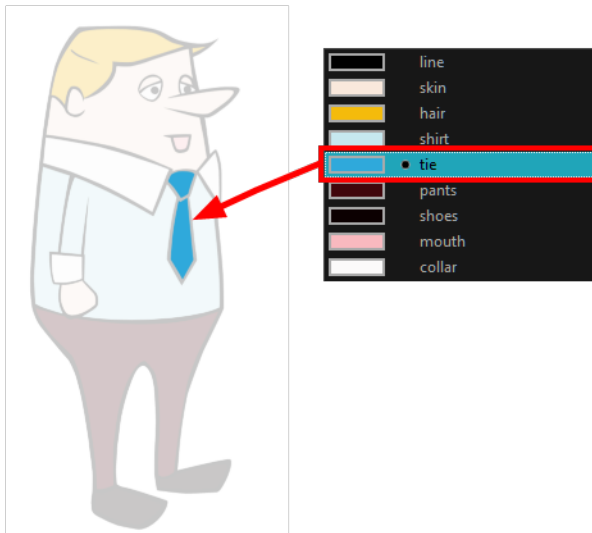 line
skin
hair
shirt
tie
pants
shoes
mouth
collar